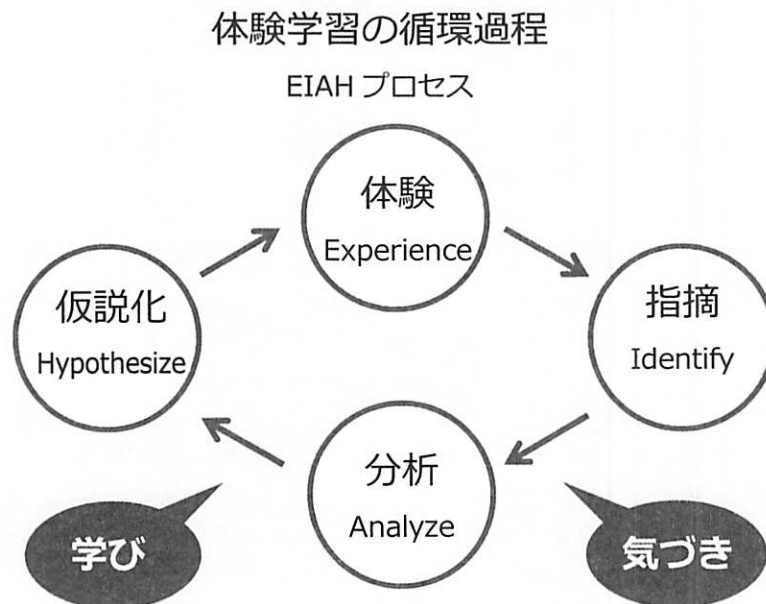 体験学習の循環過程
EIAH プロセス
体験
Experience
指摘
Identify
分析
Analyze
仮説化
Hypothesize
学び
気づき